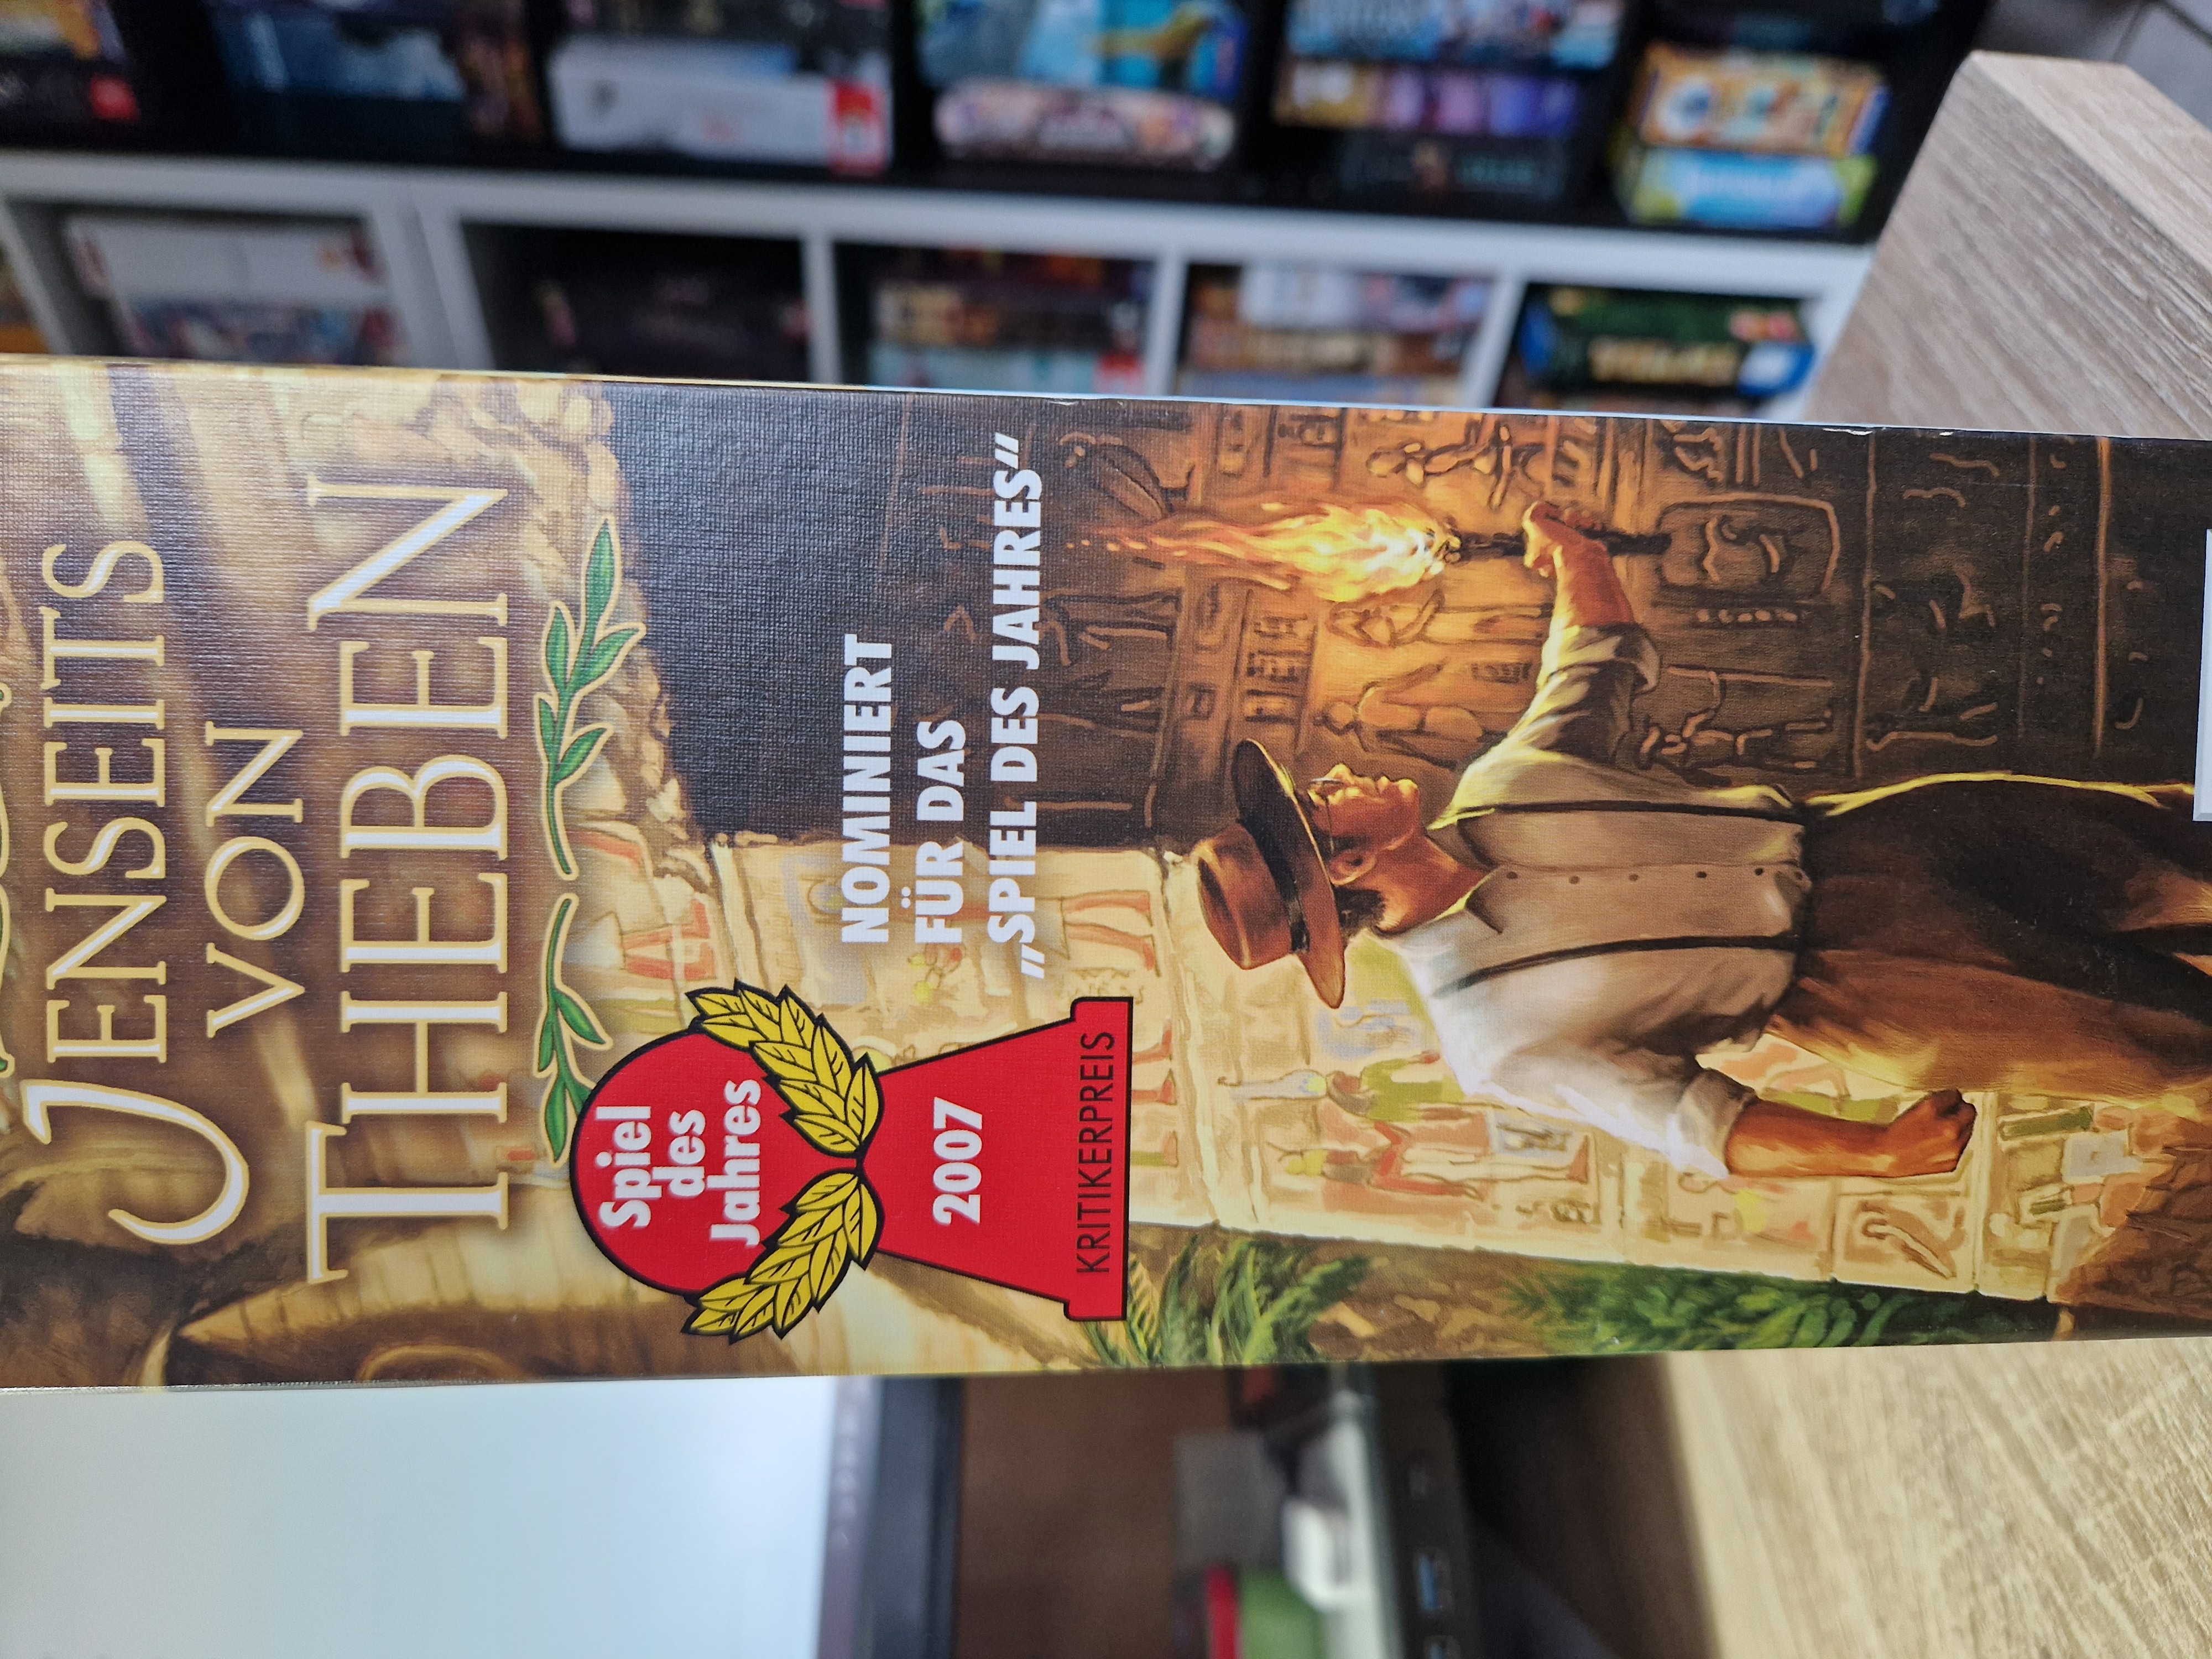 JENSEITS
VON
THEBEN
Spiel
des
Jahres
2007
KRITIKERPREIS
NOMINIERT
FÜR DAS
„SPIEL DES JAHRES“